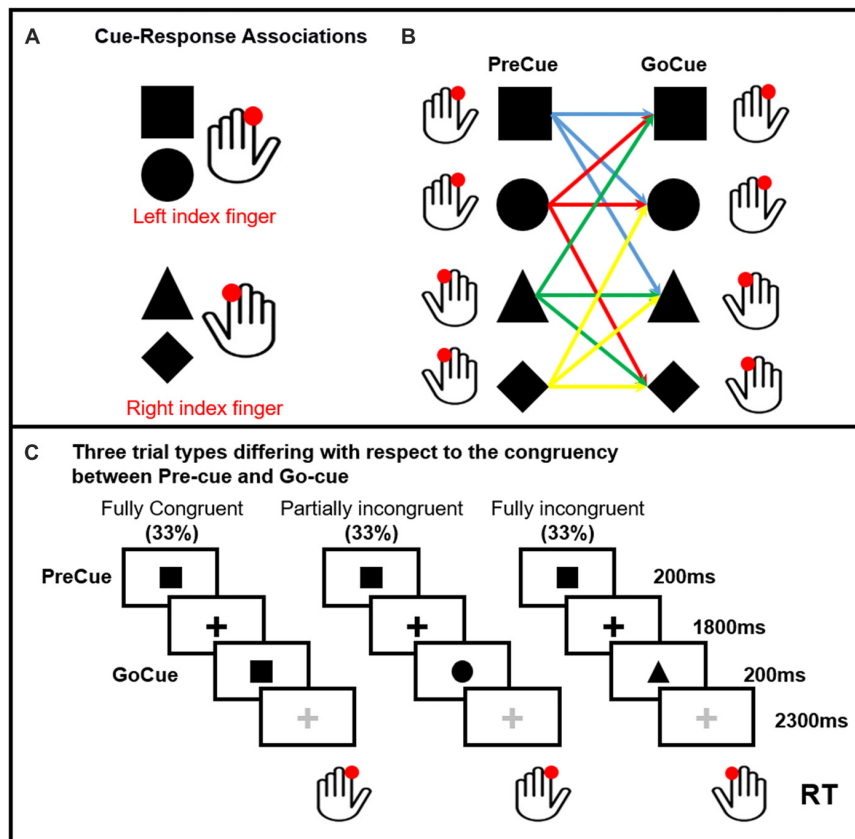 A Cue-Response Associations
Left index finger
Right index finger
B
PreCue GoCue
C Three trial types differing with respect to the congruency
between Pre-cue and Go-cue
Fully Congruent Partially incongruent Fully incongruent
(33%) (33%) (33%)
PreCue 200ms
1800ms
GoCue 200ms
2300ms
RT